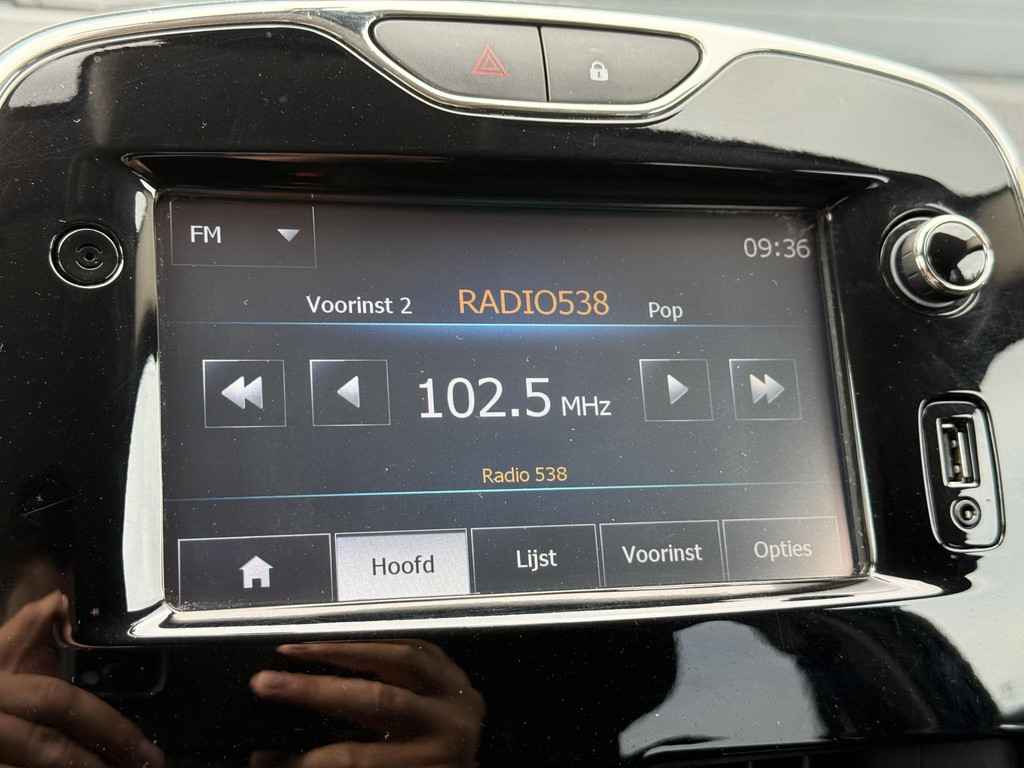 FM
09:36
Voorinst 2 RADIO538 Pop
102.5 MHz
Radio 538
Hoofd Lijst Voorinst Opties